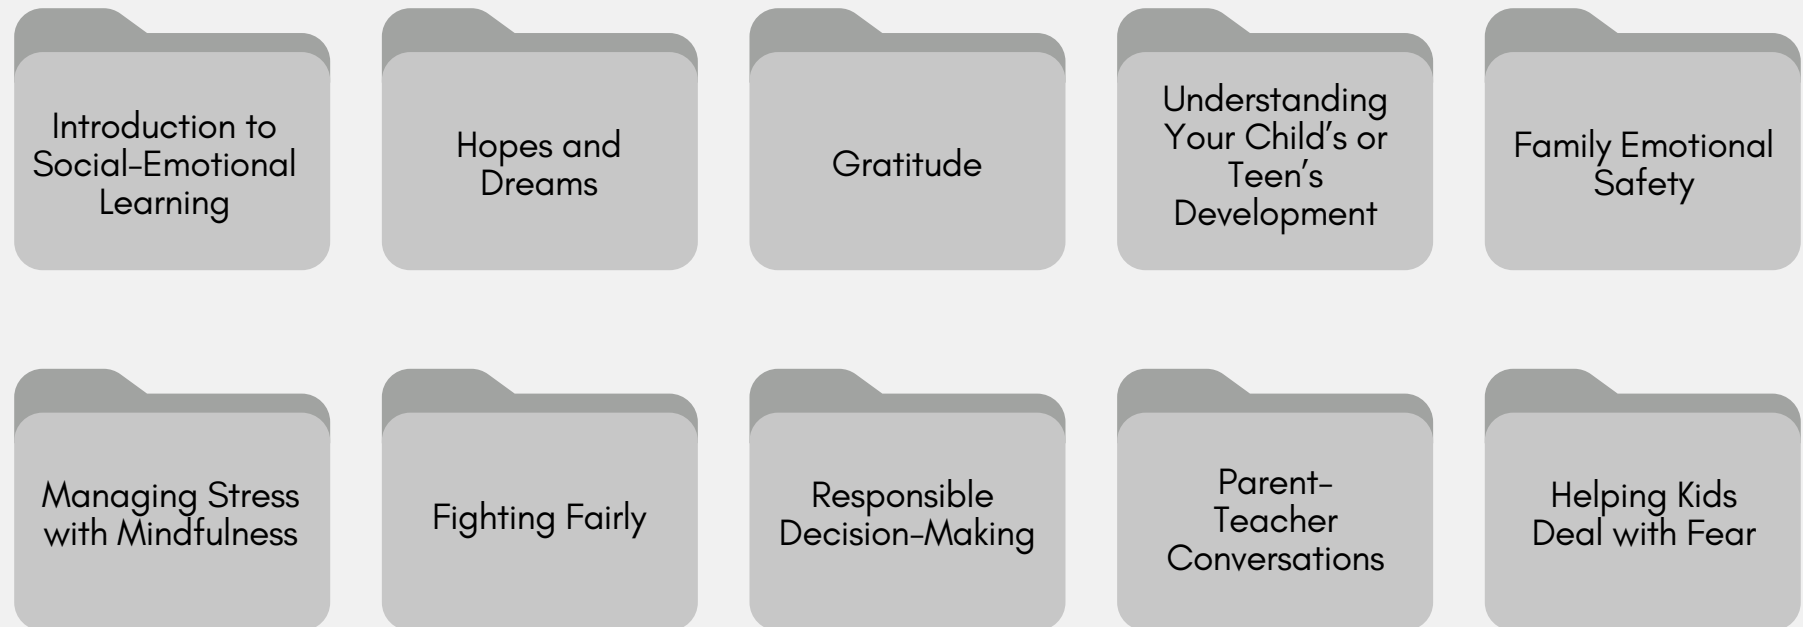 Introduction to
Social-Emotional
Learning
Hopes and
Dreams
Gratitude
Understanding
Your Child’s or
Teen’s
Development
Family Emotional
Safety
Managing Stress
with Mindfulness
Fighting Fairly
Responsible
Decision-Making
Parent-
Teacher
Conversations
Helping Kids
Deal with Fear